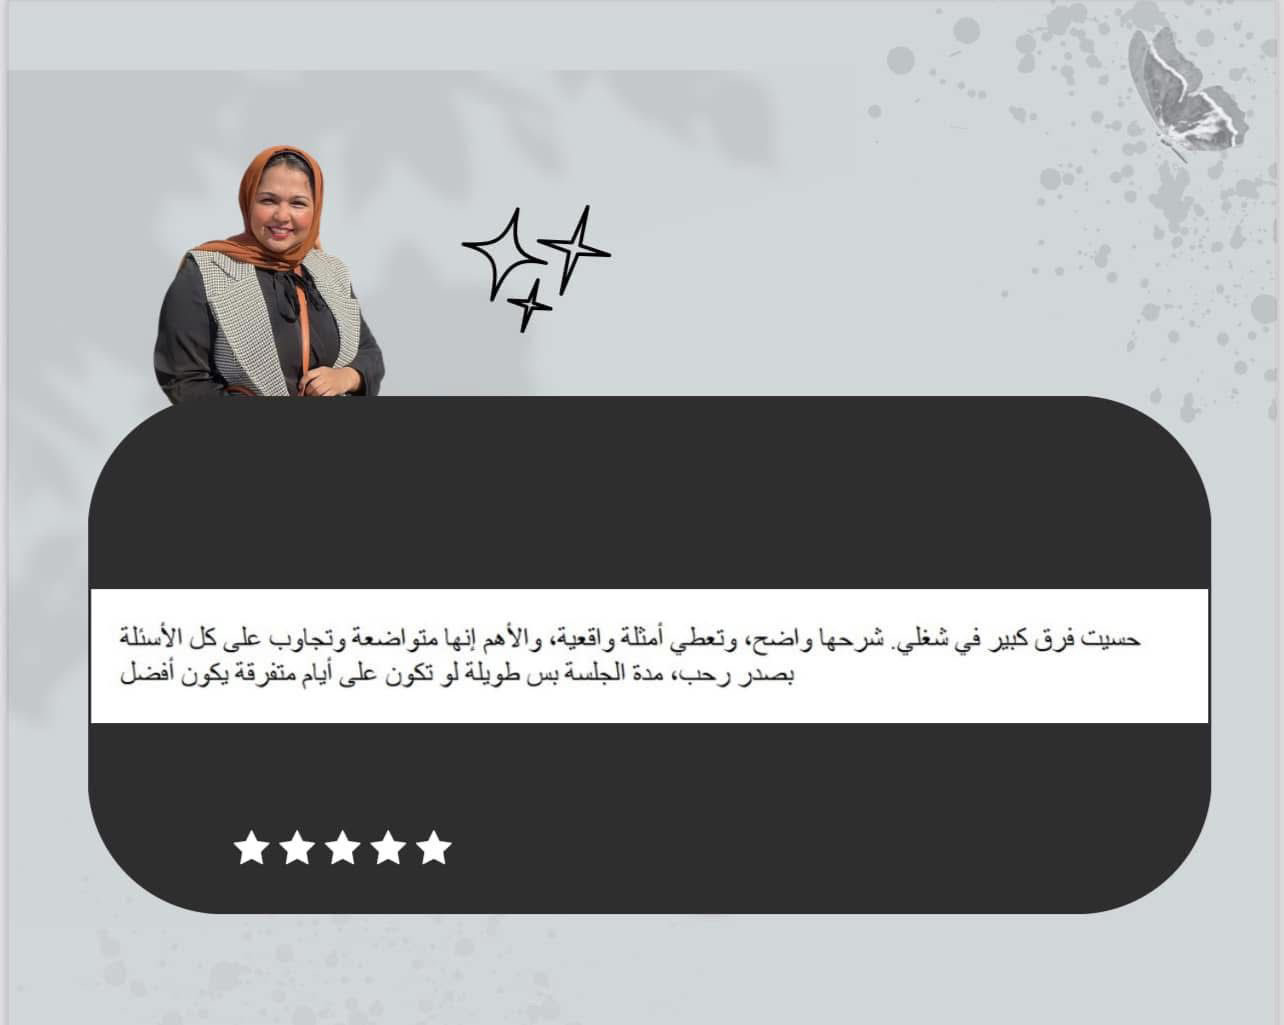 حسيت فرق كبير في شغلي. شرحها واضح، وتعطي أمثلة واقعية، والأهم إنها متواضعة وتجاوب على كل الأسئلة
بصدر رحب، مدة الجلسة بس طويلة لو تكون على أيام متفرقة يكون أفضل